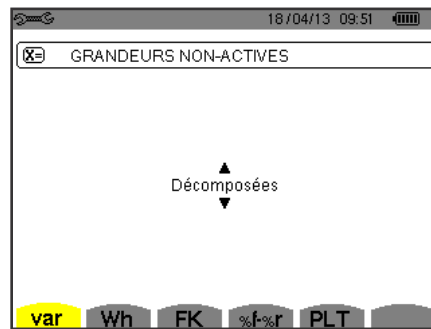 18/04/13 09:51
X= GRANDEURS NON-ACTIVES
Décomposées
var Wh FK %f-%r PLT